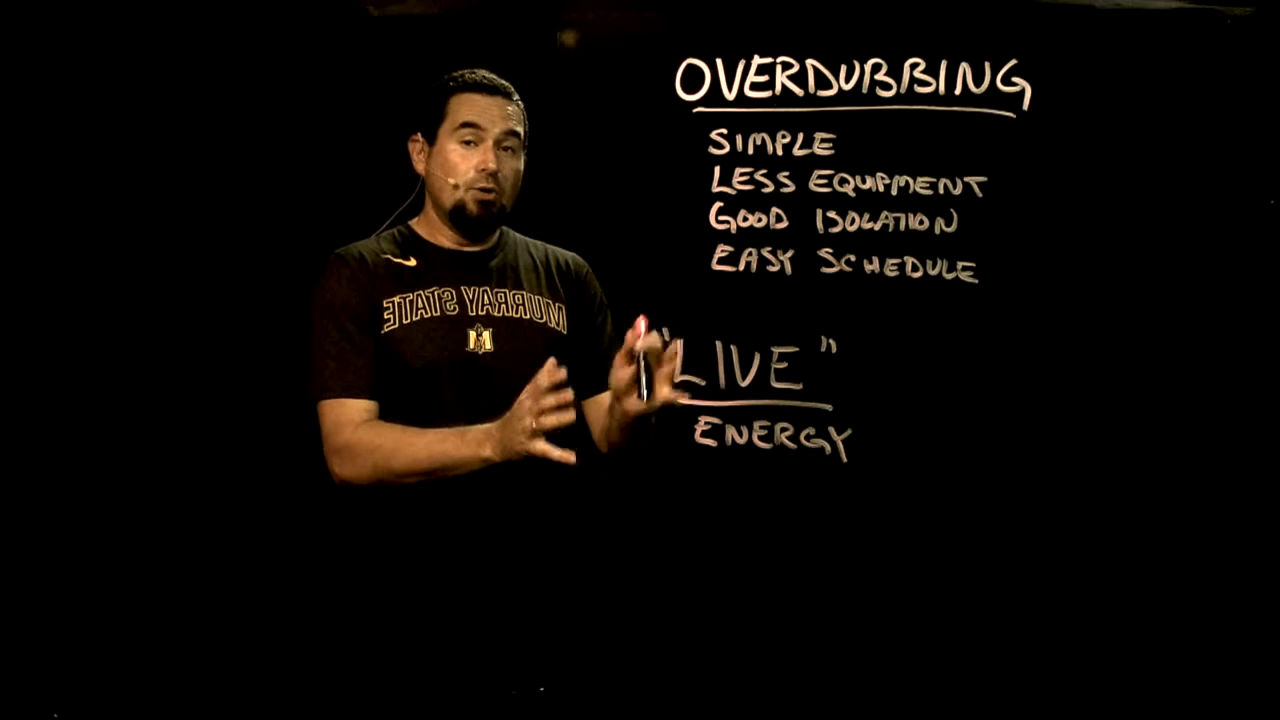 OVERDUBBING
SIMPLE
LESS EQUIPMENT
GOOD ISOLATION
EASY SCHEDULE
"LIVE"
ENERGY
MURRAY STATE
M